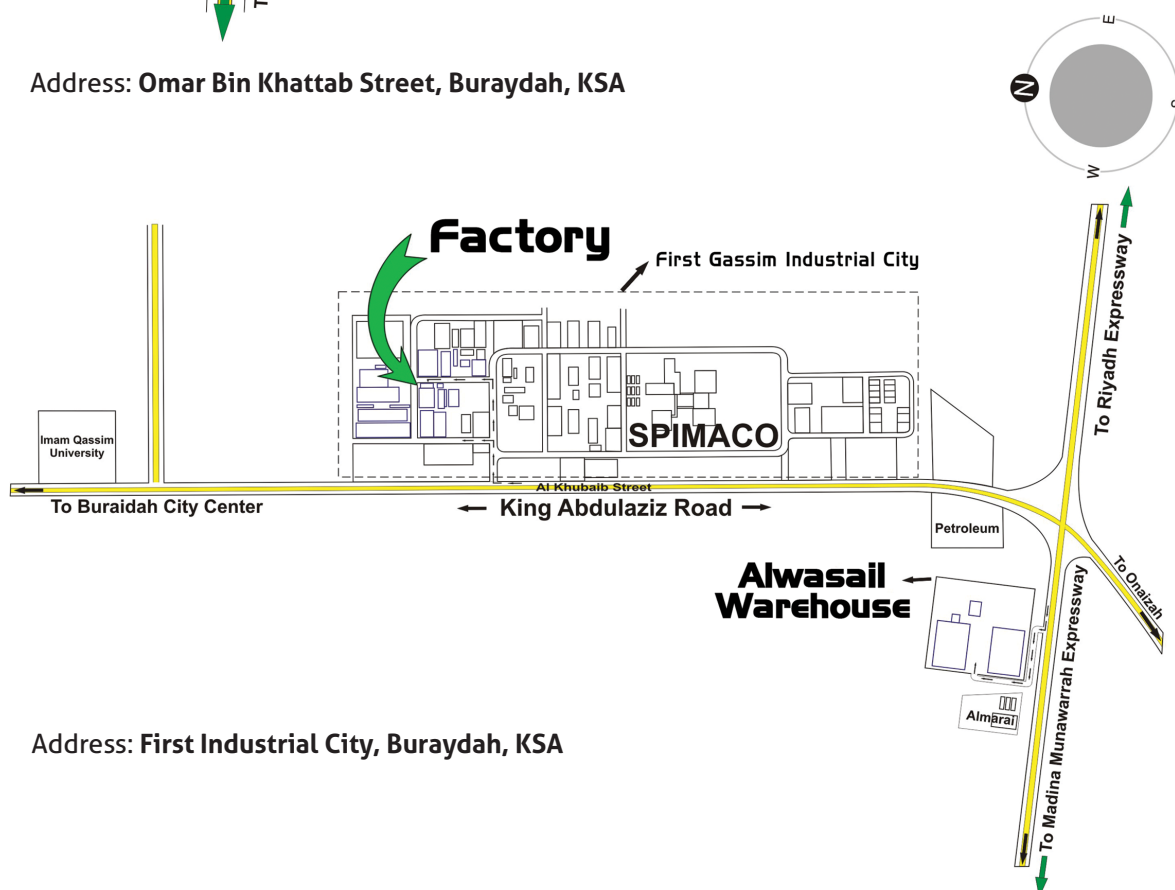 Address: Omar Bin Khattab Street, Buraydah, KSA
E
N
W
To Riyadh Expressway
Factory
First Gassim Industrial City
SPIMACO
Imam Qassim
University
Al Khubaib Street
To Buraidah City Center
King Abdulaziz Road
Petroleum
To Onaizah
Alwasail
Warehouse
Almarai
To Madina Munawarrah Expressway
Address: First Industrial City, Buraydah, KSA